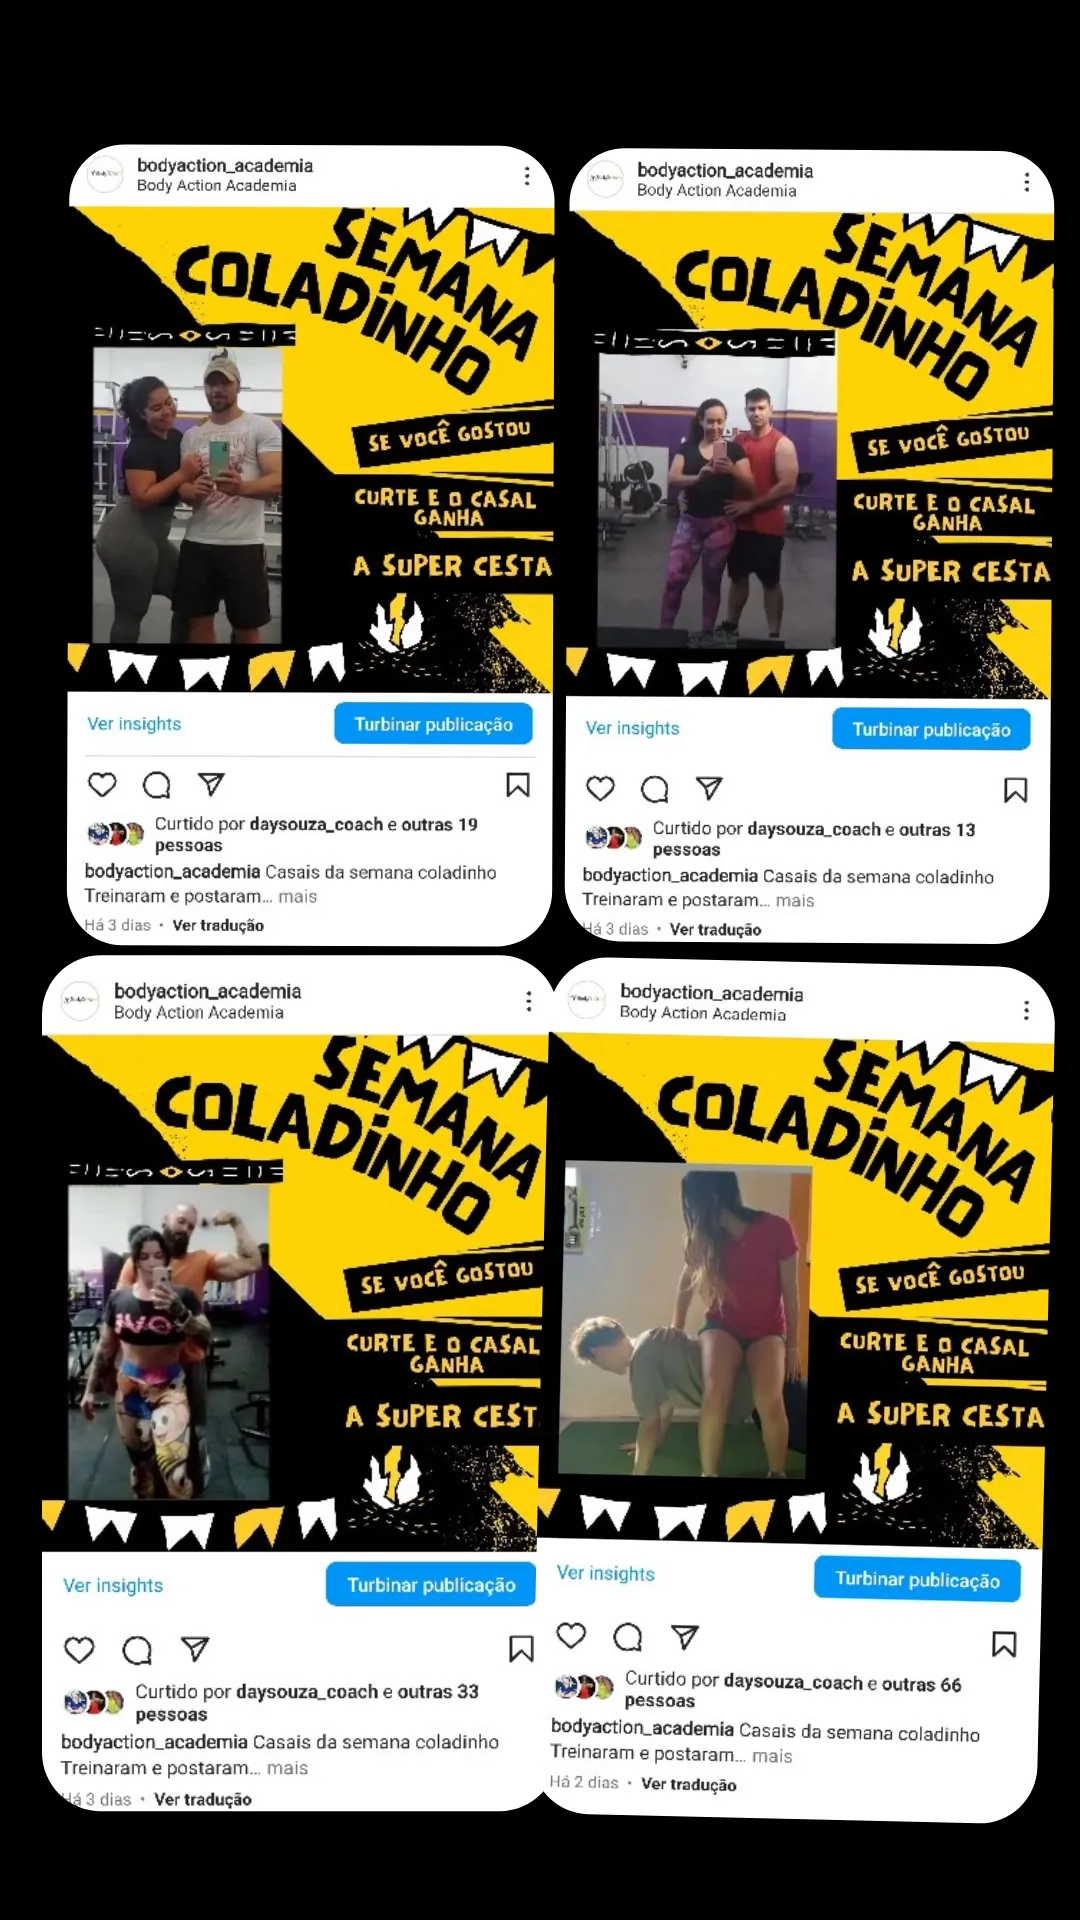 bodyaction_academia
Body Action Academia
SEMANA
COLADINHO
SE VOCÊ GOSTOU
CURTE E O CASAL
GANHA
A SUPER CESTA
Ver insights
Turbinar publicação
Curtido por daysouza_coach e outras 19
pessoas
bodyaction_academia Casais da semana coladinho
Treinaram e postaram... mais
Há 3 dias • Ver tradução
bodyaction_academia
Body Action Academia
SEMANA
COLADINHO
SE VOCÊ GOSTOU
CURTE E O CASAL
GANHA
A SUPER CESTA
Ver insights
Turbinar publicação
Curtido por daysouza_coach e outras 13
pessoas
bodyaction_academia Casais da semana coladinho
Treinaram e postaram... mais
Há 3 dias • Ver tradução
bodyaction_academia
Body Action Academia
SEMANA
COLADINHO
SE VOCÊ GOSTOU
CURTE E O CASAL
GANHA
A SUPER CEST
Ver insights
Turbinar publicação
Curtido por daysouza_coach e outras 33
pessoas
bodyaction_academia Casais da semana coladinho
Treinaram e postaram... mais
Há 3 dias • Ver tradução
bodyaction_academia
Body Action Academia
SEMANA
COLADINHO
SE VOCÊ GOSTOU
CURTE E O CASAL
GANHA
A SUPER CESTA
Ver insights
Turbinar publicação
Curtido por daysouza_coach e outras 66
pessoas
bodyaction_academia Casais da semana coladinho
Treinaram e postaram... mais
Há 2 dias • Ver tradução